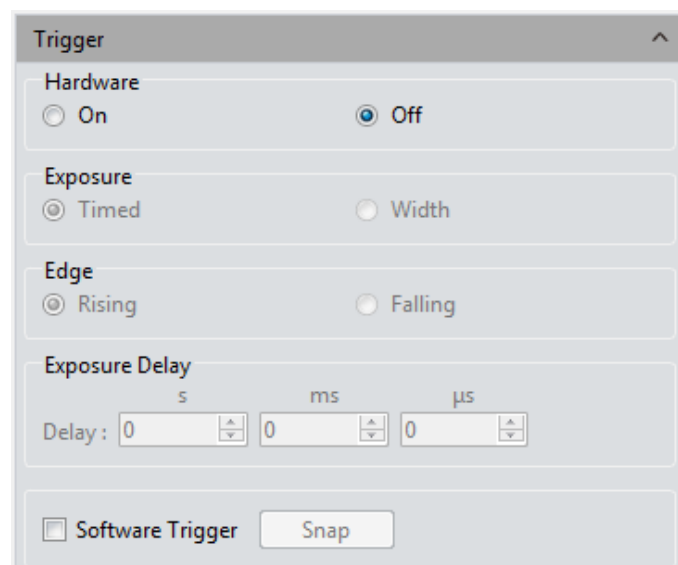 Trigger
Hardware
On Off
Exposure
Timed Width
Edge
Rising Falling
Exposure Delay
s ms µs
Delay : 0 0 0
Software Trigger Snap